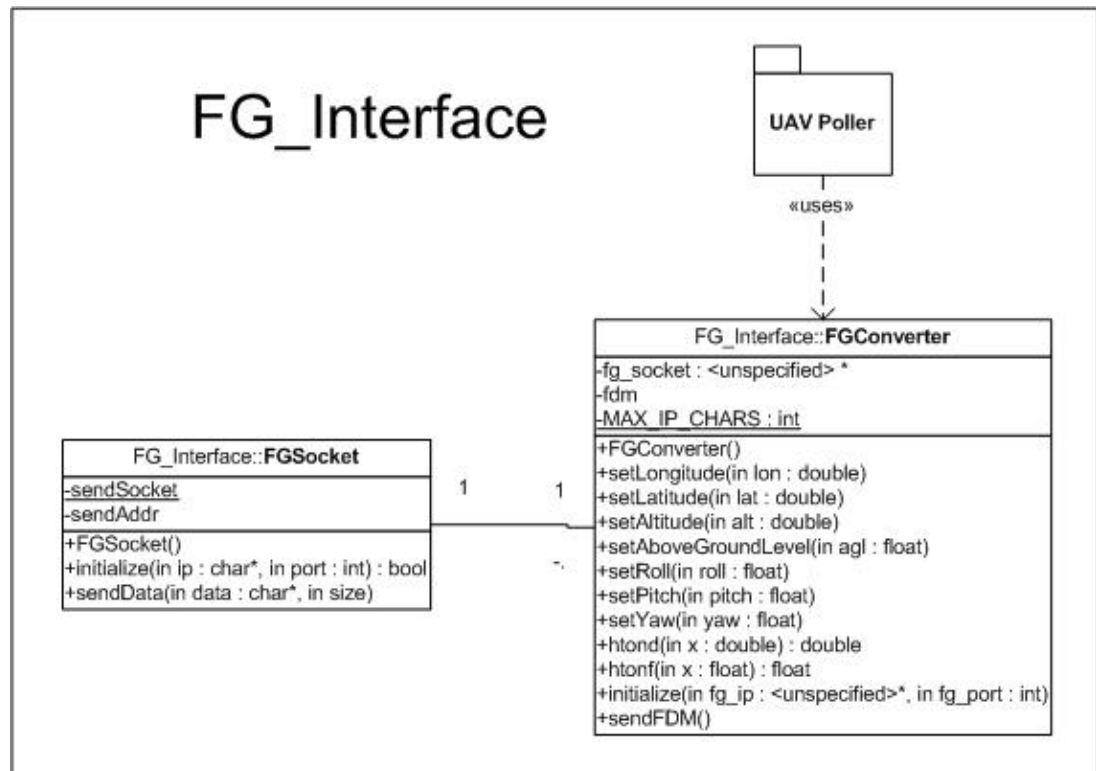 FG_Interface
UAV Poller
«uses»
FG_Interface::FGConverter
-fg_socket : <unspecified> *
-fdm
-MAX_IP_CHARS : int
+FGConverter()
+setLongitude(in lon : double)
+setLatitude(in lat : double)
+setAltitude(in alt : double)
+setAboveGroundLevel(in agl : float)
+setRoll(in roll : float)
+setPitch(in pitch : float)
+setYaw(in yaw : float)
+htond(in x : double) : double
+htonf(in x : float) : float
+initialize(in fg_ip : <unspecified>*, in fg_port : int)
+sendFDM()
FG_Interface::FGSocket
-sendSocket
-sendAddr
+FGSocket()
+initialize(in ip : char*, in port : int) : bool
+sendData(in data : char*, in size)
1
1
-.